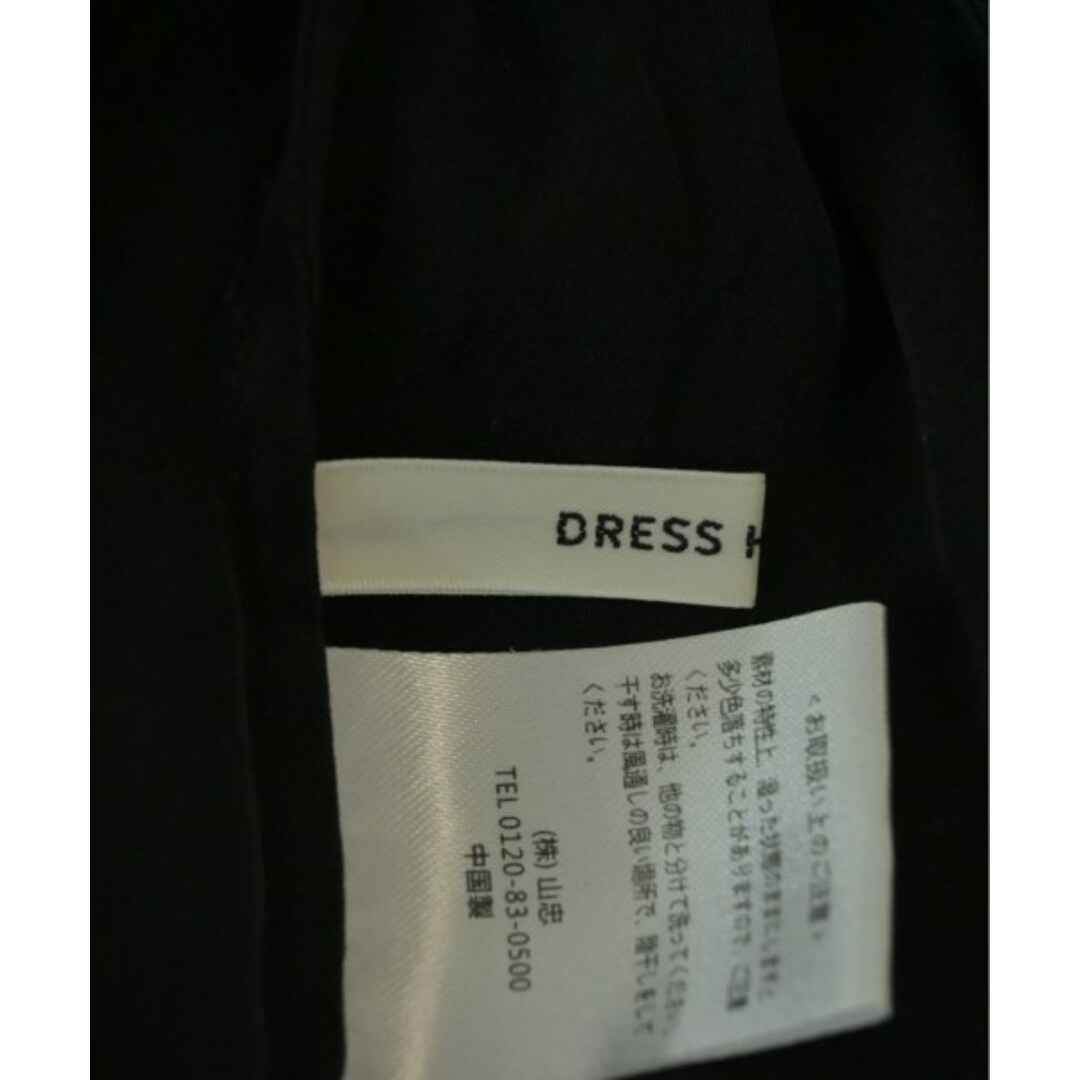 DRESS H
<お取扱い上のご注意>
素材の特性上、湿った状態のままにしますと
多少色落ちすることがありますので、ご注意
ください。
お洗濯時は、他の物と分けて洗ってください。
干す時は風通しの良い場所で、陰干しをして
ください。
(株)山忠
TEL 0120-83-0500
中国製